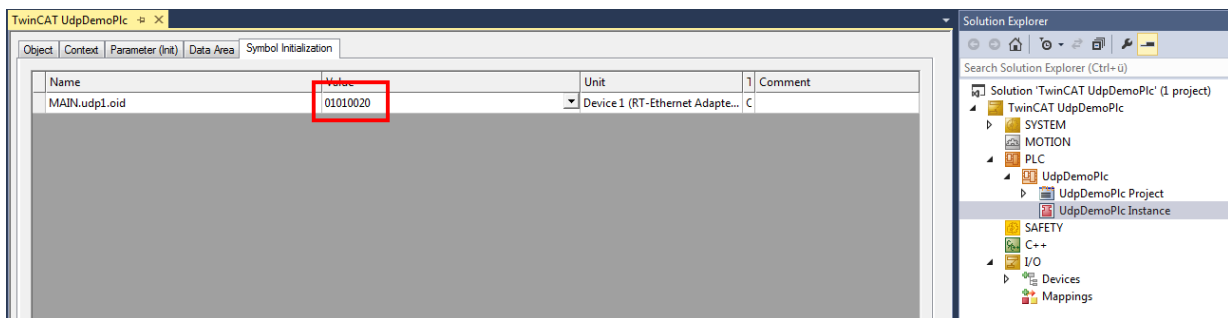 TwinCAT UdpDemoPlc
Object Context Parameter (Init) Data Area Symbol Initialization
Name Value Unit T Comment
MAIN.udp1.oid 01010020 Device 1 (RT-Ethernet Adapte... C
Solution Explorer
Search Solution Explorer (Ctrl+ü)
Solution 'TwinCAT UdpDemoPlc' (1 project)
TwinCAT UdpDemoPlc
SYSTEM
MOTION
PLC
UdpDemoPlc
UdpDemoPlc Project
UdpDemoPlc Instance
SAFETY
C++
I/O
Devices
Mappings